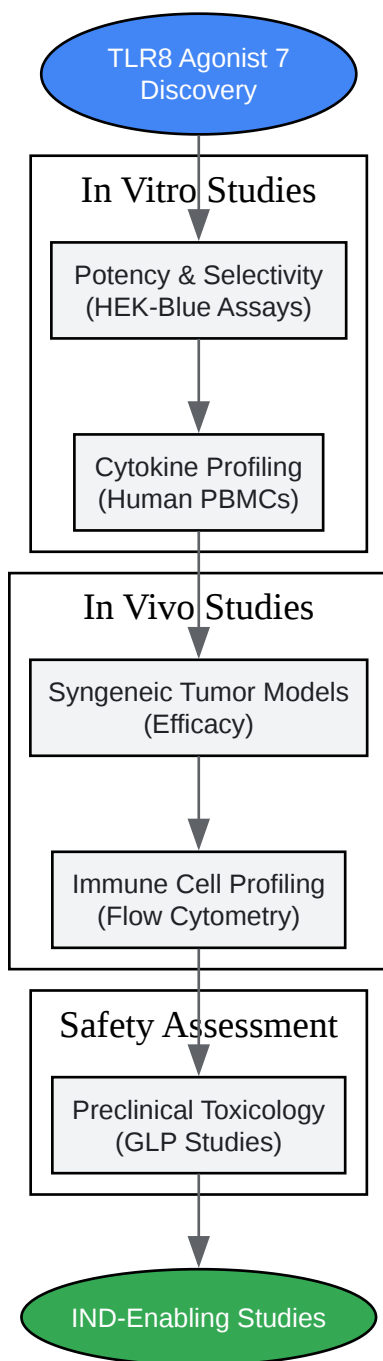 TLR8 Agonist 7
Discovery
In Vitro Studies
Potency & Selectivity
(HEK-Blue Assays)
Cytokine Profiling
(Human PBMCs)
In Vivo Studies
Syngeneic Tumor Models
(Efficacy)
Immune Cell Profiling
(Flow Cytometry)
Safety Assessment
Preclinical Toxicology
(GLP Studies)
IND-Enabling Studies